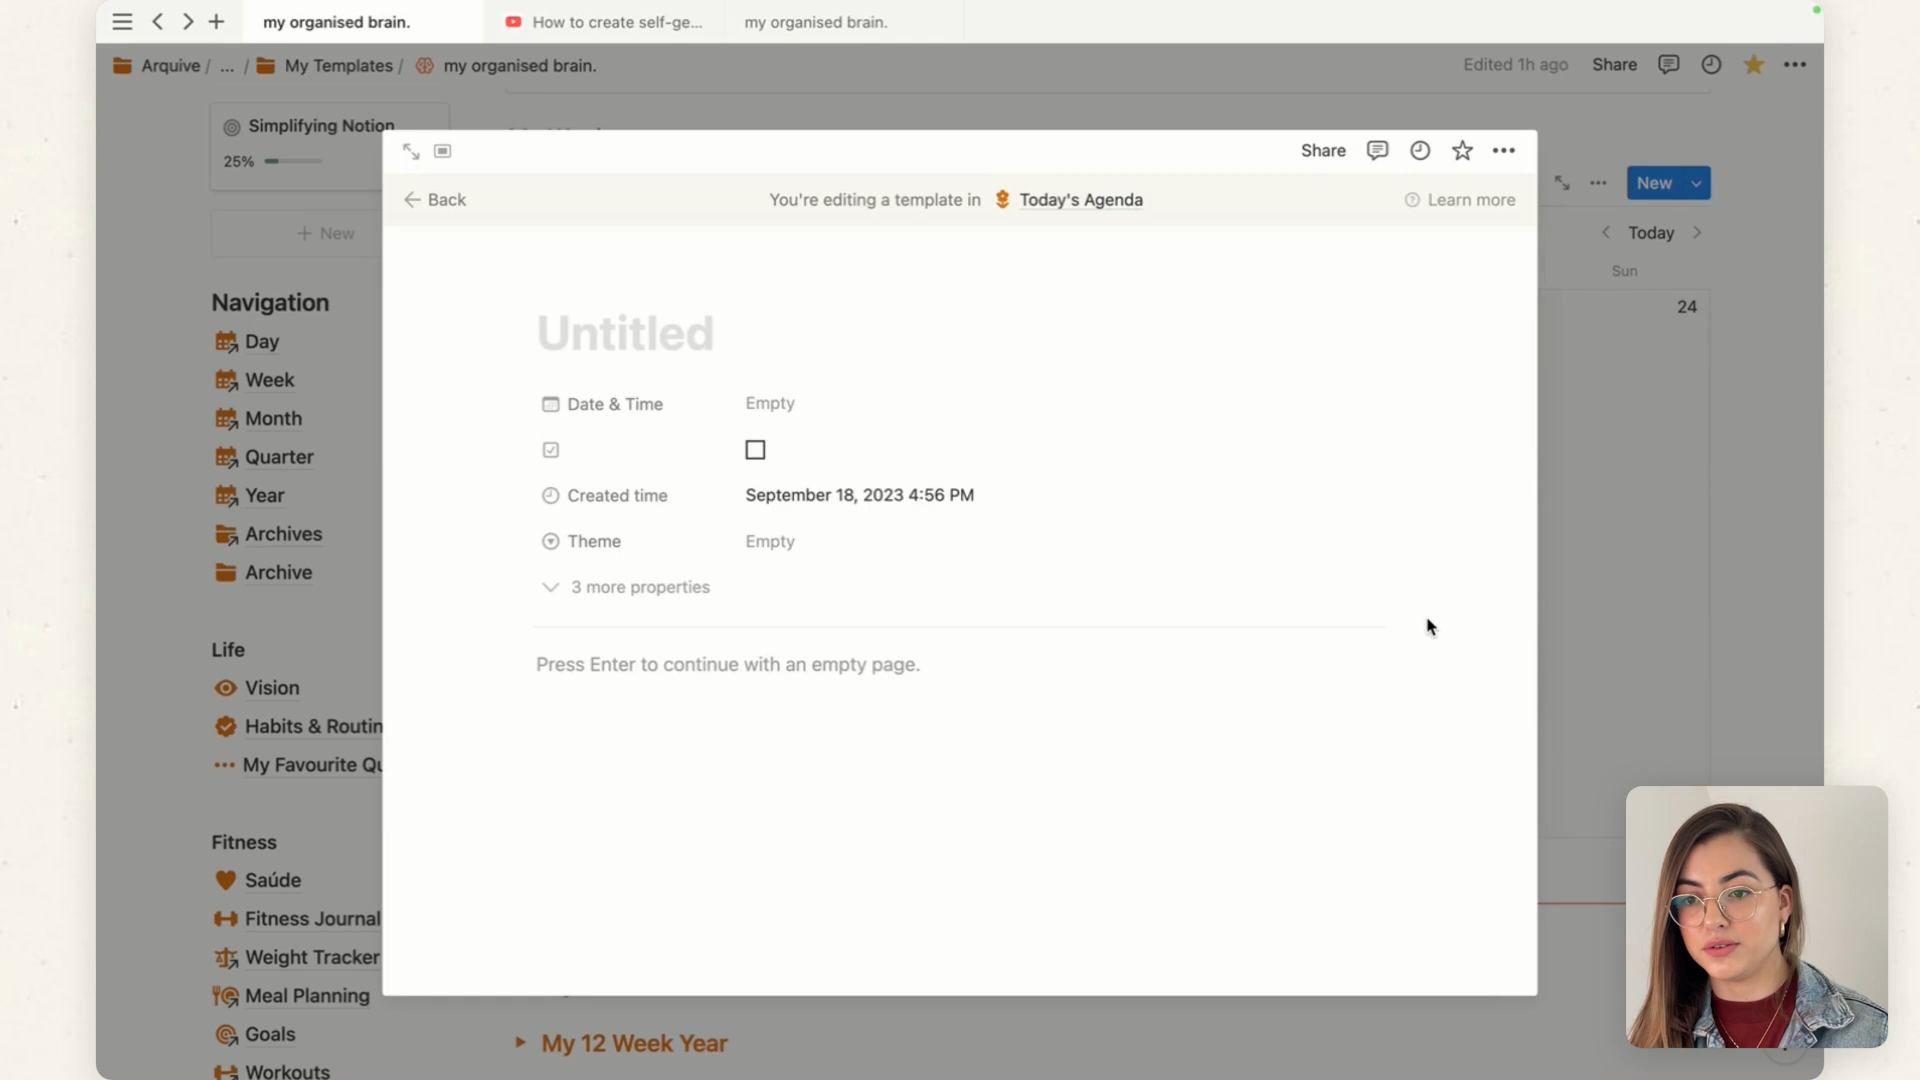 my organised brain.
How to create self-ge...
my organised brain.
Arquive / ... / My Templates / my organised brain.
Edited 1h ago
Share
Simplifying Notion
25%
New
Share
Back
You're editing a template in Today's Agenda
Learn more
New
Today
Sun
24
Untitled
Date & Time
Empty
Created time
September 18, 2023 4:56 PM
Theme
Empty
3 more properties
Press Enter to continue with an empty page.
Navigation
Day
Week
Month
Quarter
Year
Archives
Archive
Life
Vision
Habits & Routin
My Favourite Qu
Fitness
Saúde
Fitness Journal
Weight Tracker
Meal Planning
Goals
Workouts
My 12 Week Year